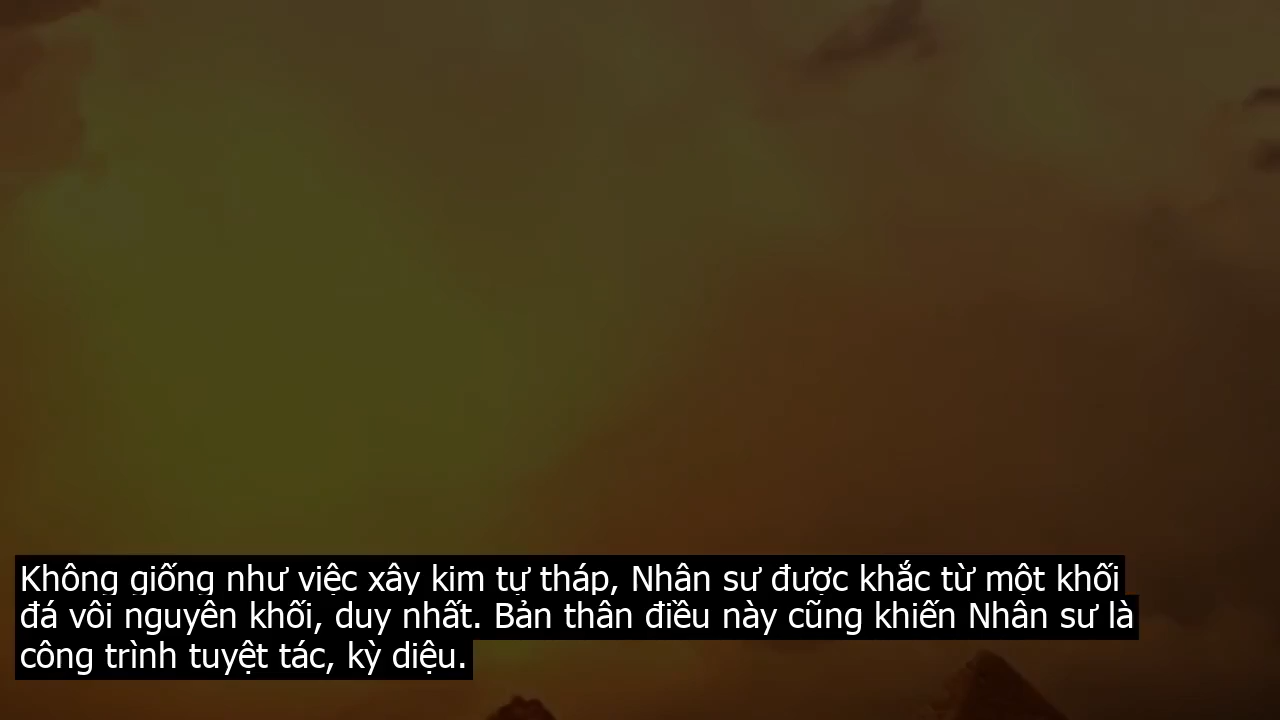 Không giống như việc xây kim tự tháp, Nhân sư được khắc từ một khối
đá vôi nguyên khối, duy nhất. Bản thân điều này cũng khiến Nhân sư là
công trình tuyệt tác, kỳ diệu.